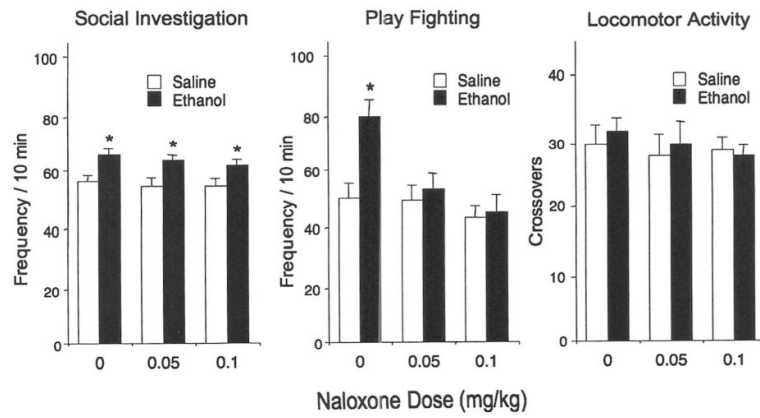 Social Investigation
Frequency / 10 min
100
80
60
40
20
0
Saline
Ethanol
*
*
*
0 0.05 0.1
Play Fighting
Frequency / 10 min
100
80
60
40
20
0
Saline
Ethanol
*
0 0.05 0.1
Locomotor Activity
Crossovers
40
30
20
10
0
Saline
Ethanol
0 0.05 0.1
Naloxone Dose (mg/kg)